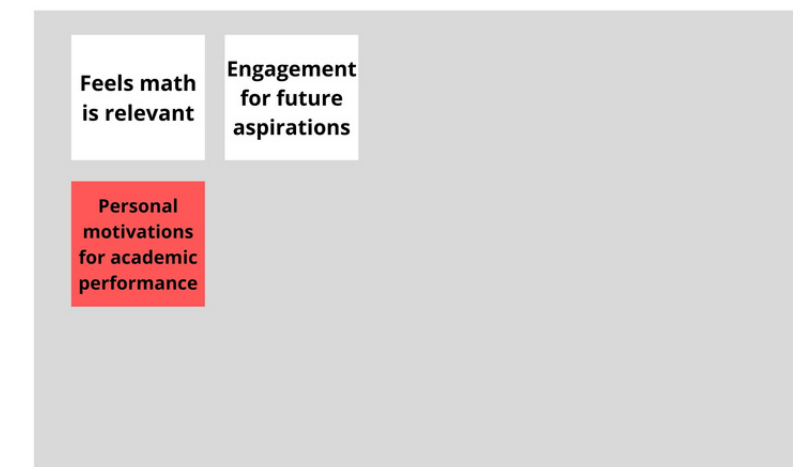 Feels math
is relevant
Engagement
for future
aspirations
Personal
motivations
for academic
performance